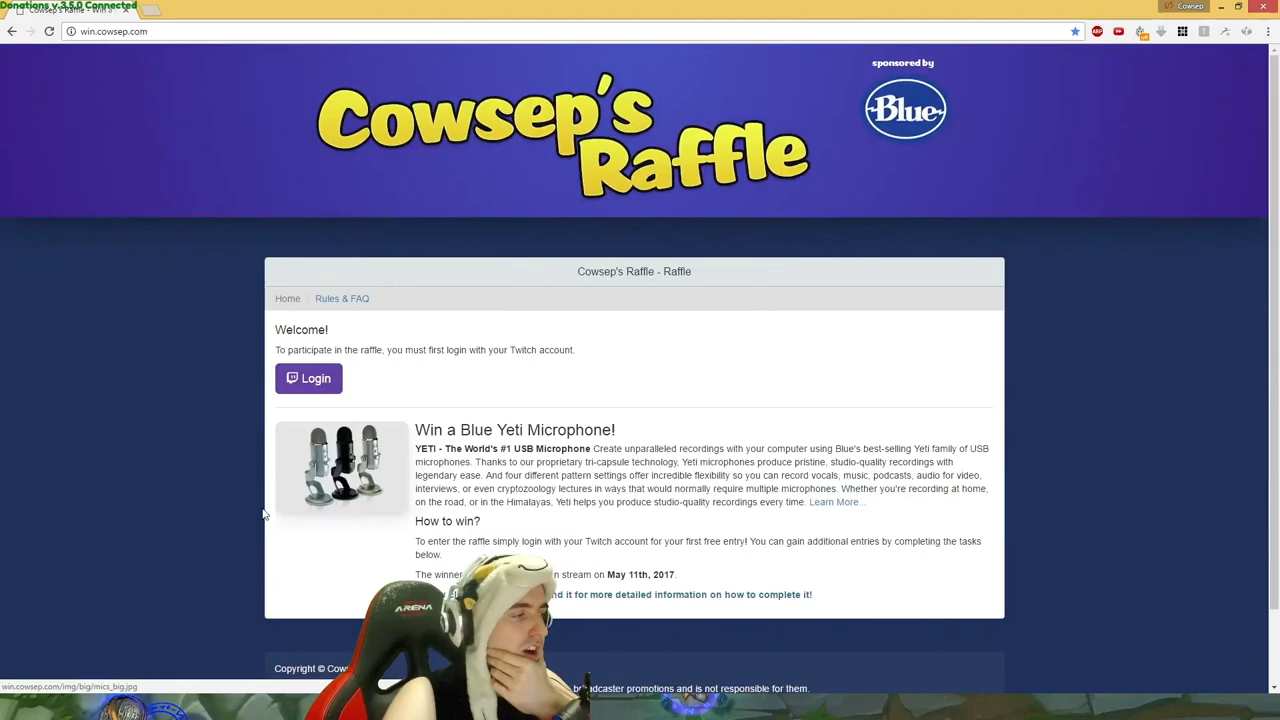 Donations v.3.5.0 Connected
Cowsep's Raffle - Win a
Cowsep
win.cowsep.com
sponsored by
Blue
Cowsep's
Raffle
Cowsep's Raffle - Raffle
Home / Rules & FAQ
Welcome!
To participate in the raffle, you must first login with your Twitch account.
Login
Win a Blue Yeti Microphone!
YETI - The World's #1 USB Microphone Create unparalleled recordings with your computer using Blue's best-selling Yeti family of USB
microphones. Thanks to our proprietary tri-capsule technology, Yeti microphones produce pristine, studio-quality recordings with
legendary ease. And four different pattern settings offer incredible flexibility so you can record vocals, music, podcasts, audio for video,
interviews, or even cryptozoology lectures in ways that would normally require multiple microphones. Whether you're recording at home,
on the road, or in the Himalayas, Yeti helps you produce studio-quality recordings every time. Learn More...
How to win?
To enter the raffle simply login with your Twitch account for your first free entry! You can gain additional entries by completing the tasks
below.
The winner n stream on May 11th, 2017.
it for more detailed information on how to complete it!
ARENA
Copyright © Cow
broadcaster promotions and is not responsible for them.
win.cowsep.com/img/big/mics_big.jpg